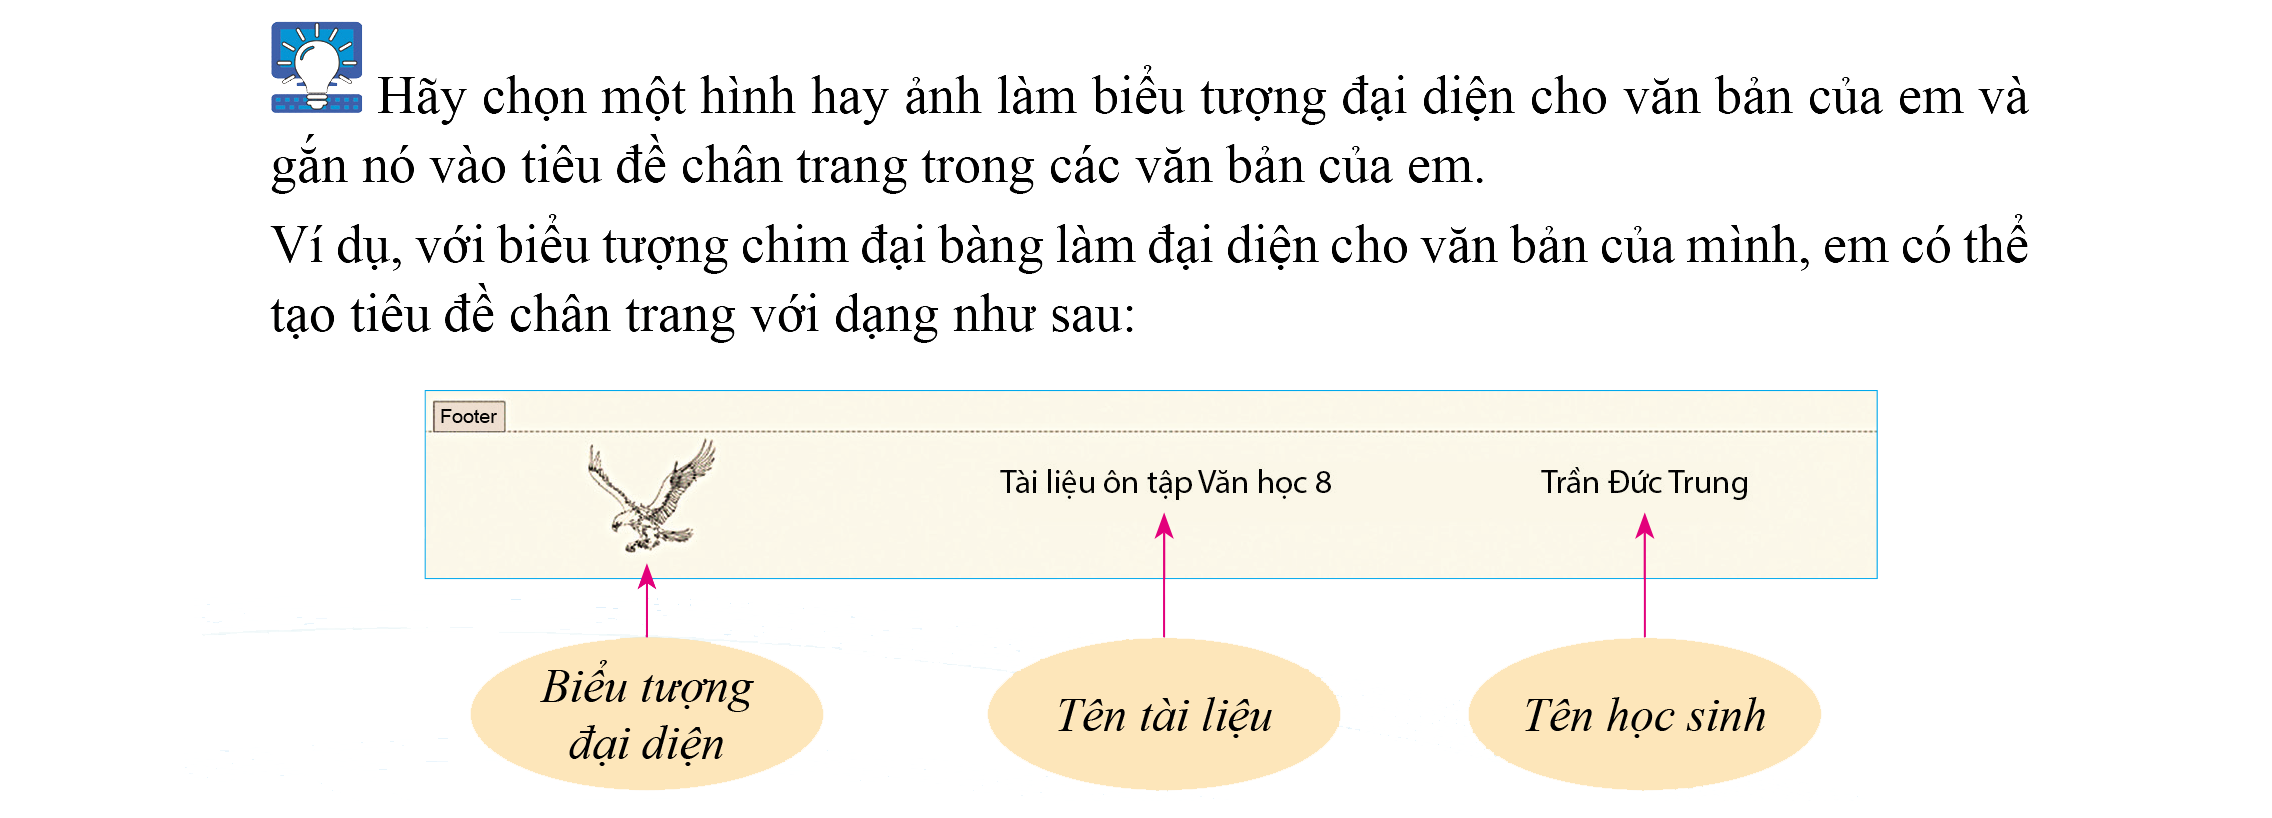 Hãy chọn một hình hay ảnh làm biểu tượng đại diện cho văn bản của em và
gắn nó vào tiêu đề chân trang trong các văn bản của em.
Ví dụ, với biểu tượng chim đại bàng làm đại diện cho văn bản của mình, em có thể
tạo tiêu đề chân trang với dạng như sau:
Footer
Tài liệu ôn tập Văn học 8
Trần Đức Trung
Biểu tượng
đại diện
Tên tài liệu
Tên học sinh